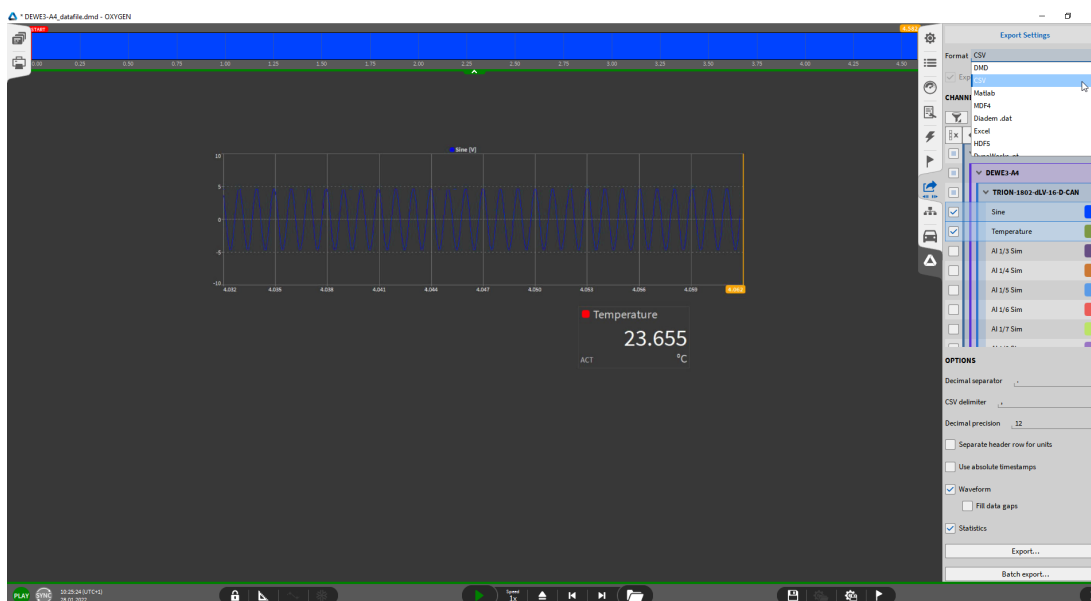 * DEWE3-A4_datafile.dmd - OXYGEN
START
4.542
0.00 0.25 0.50 0.75 1.00 1.25 1.50 1.75 2.00 2.25 2.50 2.75 3.00 3.25 3.50 3.75 4.00 4.25 4.50
Export Settings
Format CSV
DMD
CSV
Matlab
MDF4
Diadem .dat
Excel
HDF5
CHANN
DEWE3-A4
TRION-1802-dLV-16-D-CAN
Sine
Temperature
AI 1/3 Sim
AI 1/4 Sim
AI 1/5 Sim
AI 1/6 Sim
AI 1/7 Sim
OPTIONS
Decimal separator .
CSV delimiter ,
Decimal precision 12
Separate header row for units
Use absolute timestamps
Waveform
Fill data gaps
Statistics
Export...
Batch export...
Sine [V]
10
5
0
-5
-10
4.032 4.035 4.038 4.041 4.044 4.047 4.050 4.053 4.056 4.059 4.062
Temperature
23.655
ACT °C
PLAY SYNC 10:25:24 (UTC+1)
28.01.2022
Speed
1x